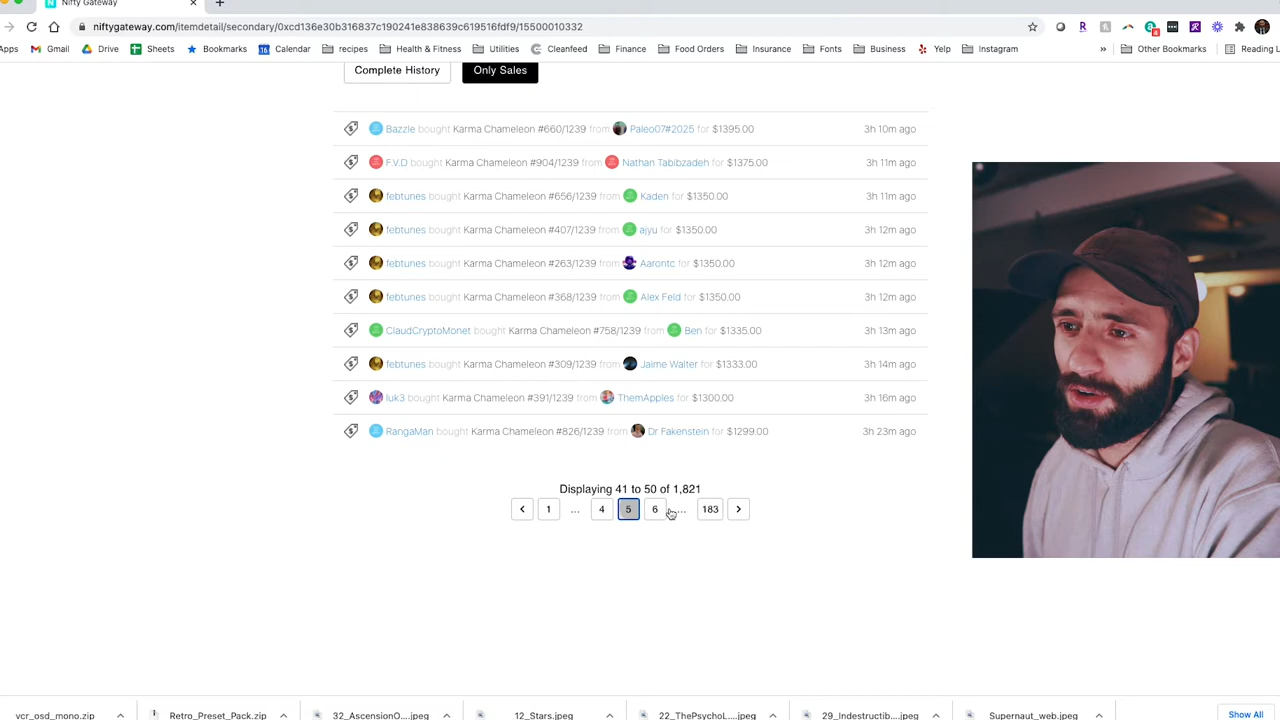 Nifty Gateway
niftygateway.com/itemdetail/secondary/0xcd136e30b316837c190241e838639c619516fdf9/15500010332
Apps Gmail Drive Sheets Bookmarks 16 Calendar recipes Health & Fitness Utilities Cleanfeed Finance Food Orders Insurance Fonts Business Yelp Instagram » Other Bookmarks Reading L
Complete History Only Sales
Bazzle bought Karma Chameleon #660/1239 from Paleo07#2025 for $1395.00 3h 10m ago
F.V.D bought Karma Chameleon #904/1239 from Nathan Tabibzadeh for $1375.00 3h 11m ago
febtunes bought Karma Chameleon #656/1239 from Kaden for $1350.00 3h 11m ago
febtunes bought Karma Chameleon #407/1239 from ajyu for $1350.00 3h 12m ago
febtunes bought Karma Chameleon #263/1239 from Aarontc for $1350.00 3h 12m ago
febtunes bought Karma Chameleon #368/1239 from Alex Feld for $1350.00 3h 12m ago
ClaudCryptoMonet bought Karma Chameleon #758/1239 from Ben for $1335.00 3h 13m ago
febtunes bought Karma Chameleon #309/1239 from Jaime Walter for $1333.00 3h 14m ago
luk3 bought Karma Chameleon #391/1239 from ThemApples for $1300.00 3h 16m ago
RangaMan bought Karma Chameleon #826/1239 from Dr Fakenstein for $1299.00 3h 23m ago
Displaying 41 to 50 of 1,821
1 ... 4 5 6 ... 183
vcr_osd_mono.zip Retro_Preset_Pack.zip 32_AscensionO....jpeg 12_Stars.jpeg 22_ThePsychoL....jpeg 29_Indestructib....jpeg Supernaut_web.jpeg Show All